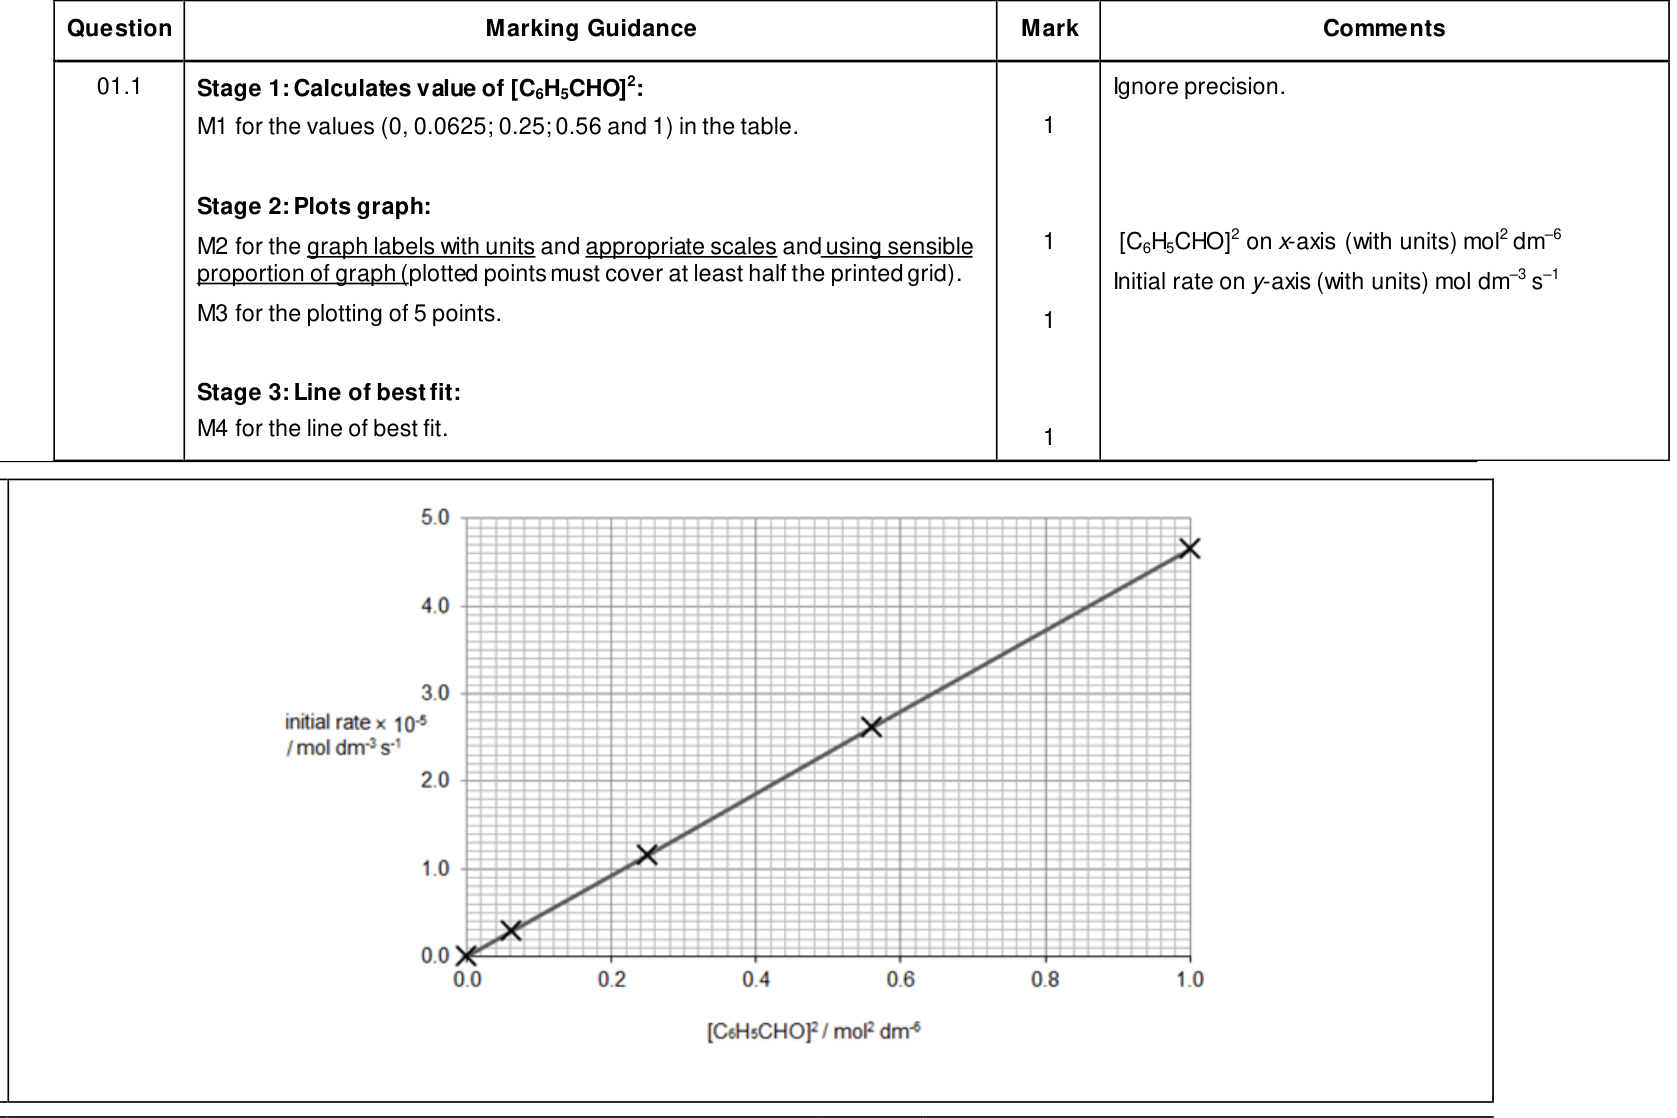 Question Marking Guidance Mark Comments
01.1 Stage 1: Calculates value of [C₆H₅CHO]²: Ignore precision.
M1 for the values (0, 0.0625; 0.25; 0.56 and 1) in the table. 1
Stage 2: Plots graph:
M2 for the graph labels with units and appropriate scales and using sensible 1 [C₆H₅CHO]² on x-axis (with units) mol² dm⁻⁶
proportion of graph (plotted points must cover at least half the printed grid). Initial rate on y-axis (with units) mol dm⁻³ s⁻¹
M3 for the plotting of 5 points. 1
Stage 3: Line of best fit:
M4 for the line of best fit. 1
5.0
4.0
3.0
initial rate × 10⁻⁵
/ mol dm⁻³ s⁻¹
2.0
1.0
0.0
0.0 0.2 0.4 0.6 0.8 1.0
[C₆H₅CHO]² / mol² dm⁻⁶